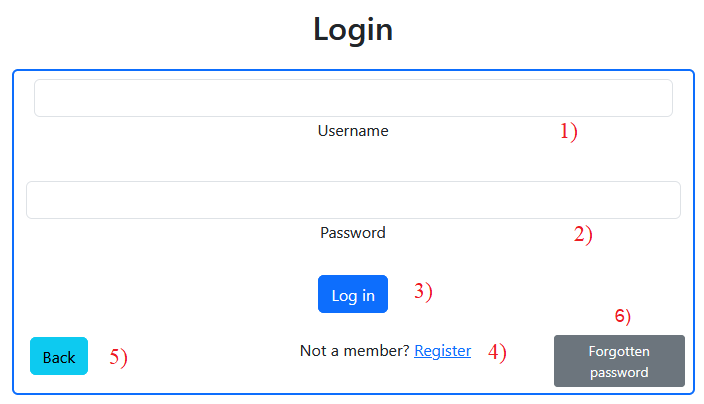 Login
Username 1)
Password 2)
Log in 3)
6)
Back 5) Not a member? Register 4) Forgotten
password